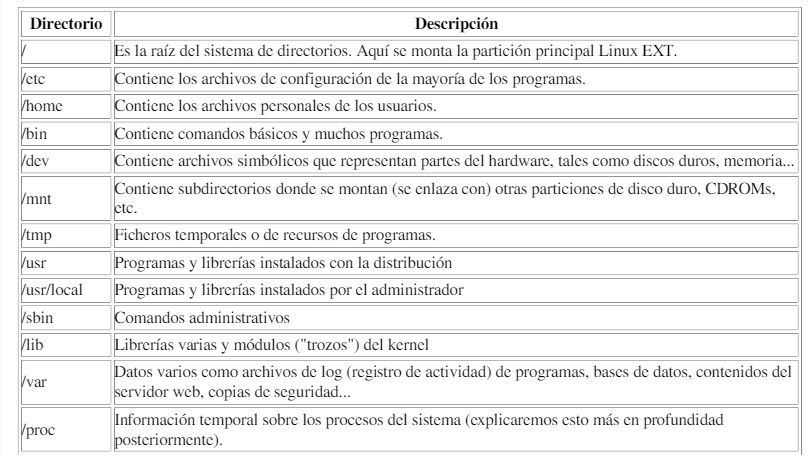 Directorio Descripción
/ Es la raíz del sistema de directorios. Aquí se monta la partición principal Linux EXT.
/etc Contiene los archivos de configuración de la mayoría de los programas.
/home Contiene los archivos personales de los usuarios.
/bin Contiene comandos básicos y muchos programas.
/dev Contiene archivos simbólicos que representan partes del hardware, tales como discos duros, memoria...
/mnt Contiene subdirectorios donde se montan (se enlaza con) otras particiones de disco duro, CDROMs,
etc.
/tmp Ficheros temporales o de recursos de programas.
/usr Programas y librerías instalados con la distribución
/usr/local Programas y librerías instalados por el administrador
/sbin Comandos administrativos
/lib Librerías varias y módulos ("trozos") del kernel
/var Datos varios como archivos de log (registro de actividad) de programas, bases de datos, contenidos del
servidor web, copias de seguridad...
/proc Información temporal sobre los procesos del sistema (explicaremos esto más en profundidad
posteriormente).